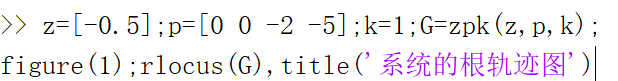 >> z=[-0.5];p=[0 0 -2 -5];k=1;G=zpk(z,p,k);
figure(1);rlocus(G),title('系统的根轨迹图')